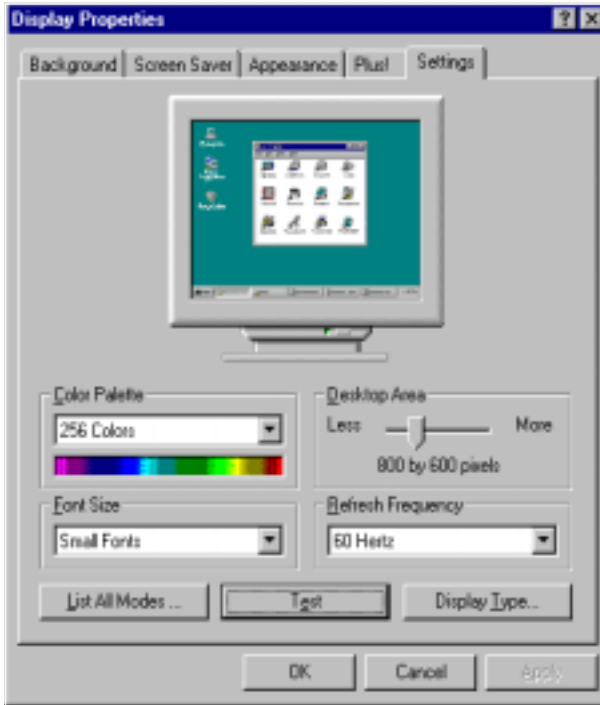 Display Properties
Background Screen Saver Appearance Plus! Settings
Color Palette
256 Colors
Desktop Area
Less More
800 by 600 pixels
Font Size
Small Fonts
Refresh Frequency
60 Hertz
List All Modes ... Test Display Type...
OK Cancel Apply